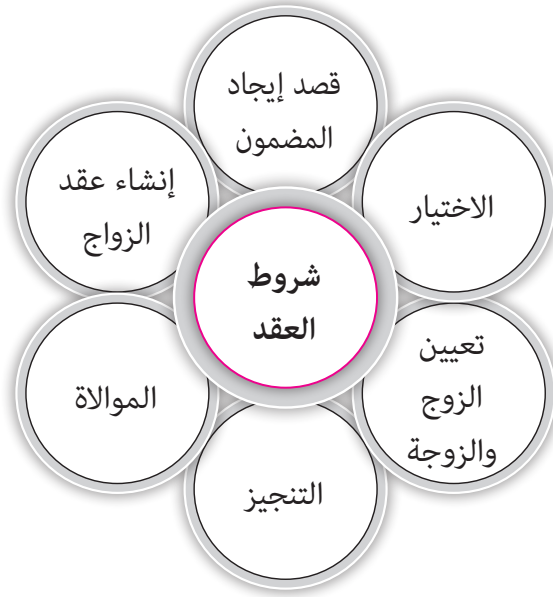 شروط
العقد
قصد إيجاد
المضمون
الاختيار
تعيين
الزوج
والزوجة
التنجيز
الموالاة
إنشاء عقد
الزواج